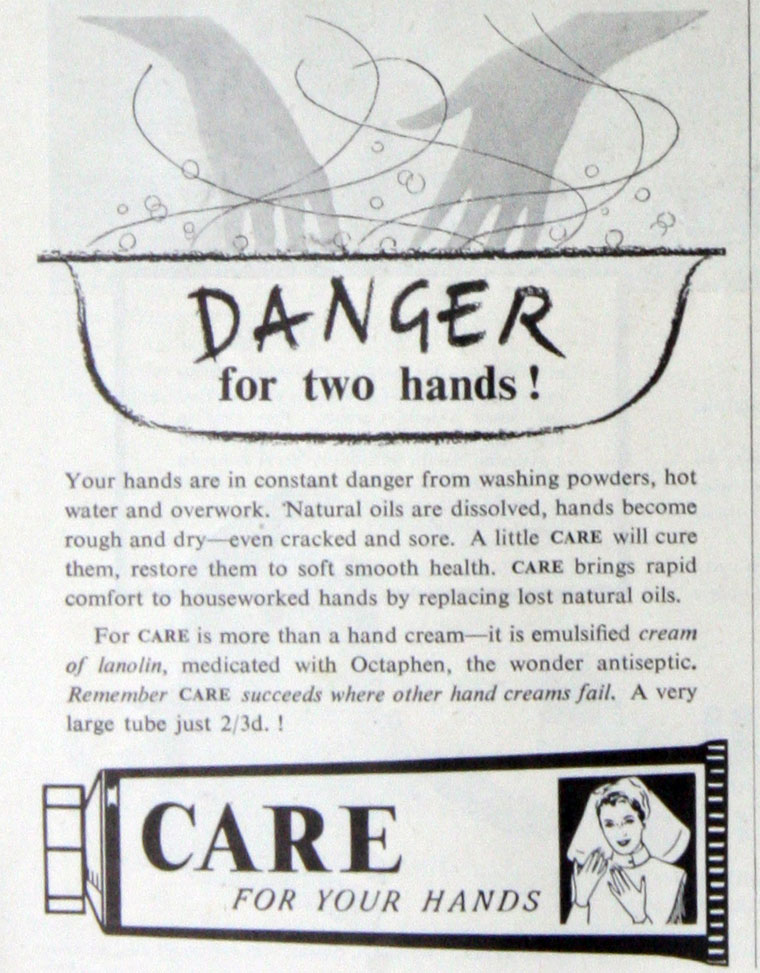 DANGER
for two hands!
Your hands are in constant danger from washing powders, hot
water and overwork. Natural oils are dissolved, hands become
rough and dry—even cracked and sore. A little CARE will cure
them, restore them to soft smooth health. CARE brings rapid
comfort to houseworked hands by replacing lost natural oils.
For CARE is more than a hand cream—it is emulsified cream
of lanolin, medicated with Octaphen, the wonder antiseptic.
Remember CARE succeeds where other hand creams fail. A very
large tube just 2/3d. !
CARE
FOR YOUR HANDS